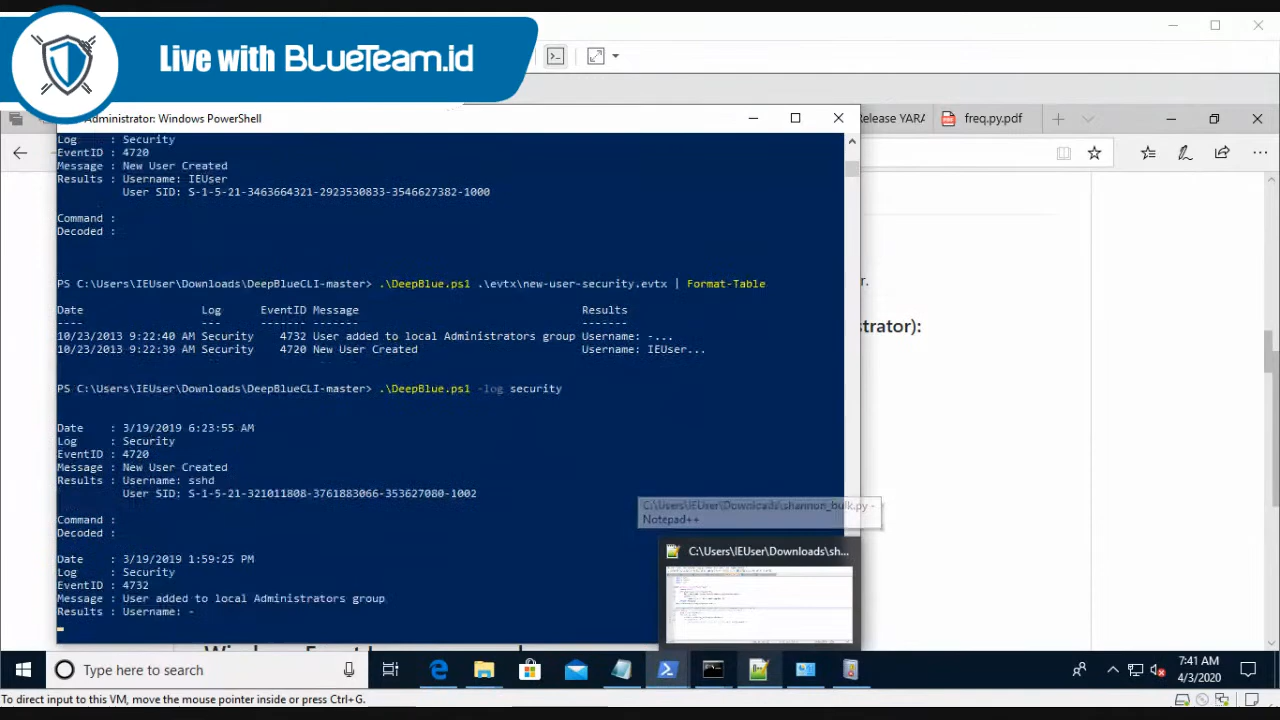 Live with BLUeTeam.id
Administrator: Windows PowerShell
Release YARA
freq.py.pdf
Log : Security
EventID : 4720
Message : New User Created
Results : Username: IEUser
User SID: S-1-5-21-3463664321-2923530833-3546627382-1000
Command :
Decoded :
PS C:\Users\IEUser\Downloads\DeepBlueCLI-master> .\DeepBlue.ps1 .\evtx\new-user-security.evtx | Format-Table
Date Log EventID Message Results
---- --- ------- ------- -------
10/23/2013 9:22:40 AM Security 4732 User added to local Administrators group Username: -...
10/23/2013 9:22:39 AM Security 4720 New User Created Username: IEUser...
r.
strator):
PS C:\Users\IEUser\Downloads\DeepBlueCLI-master> .\DeepBlue.ps1 -log security
Date : 3/19/2019 6:23:55 AM
Log : Security
EventID : 4720
Message : New User Created
Results : Username: sshd
User SID: S-1-5-21-321011808-3761883066-353627080-1002
Command :
Decoded :
Date : 3/19/2019 1:59:25 PM
Log : Security
EventID : 4732
Message : User added to local Administrators group
Results : Username: -
C:\Users\IEUser\Downloads\shannon_bulk.py -
Notepad++
C:\Users\IEUser\Downloads\sh...
Type here to search
7:41 AM
4/3/2020
To direct input to this VM, move the mouse pointer inside or press Ctrl+G.